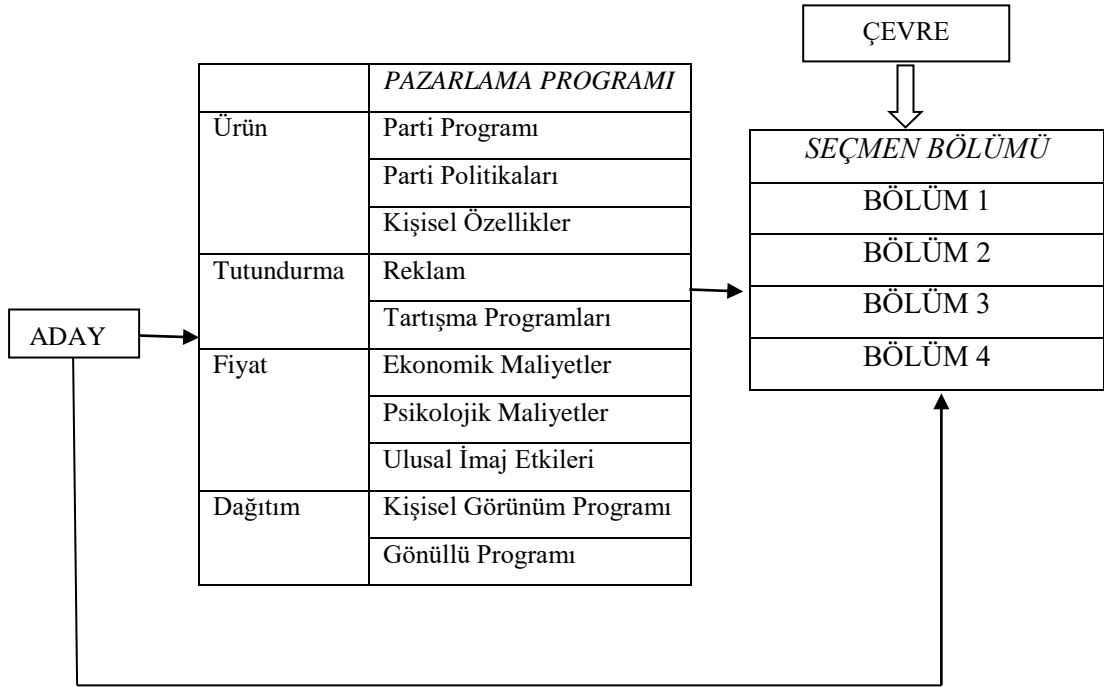 ÇEVRE
PAZARLAMA PROGRAMI
Ürün
Parti Programı
Parti Politikaları
Kişisel Özellikler
Tutundurma
Reklam
Tartışma Programları
Fiyat
Ekonomik Maliyetler
Psikolojik Maliyetler
Ulusal İmaj Etkileri
Dağıtım
Kişisel Görünüm Programı
Gönüllü Programı
ADAY
SEÇMEN BÖLÜMÜ
BÖLÜM 1
BÖLÜM 2
BÖLÜM 3
BÖLÜM 4